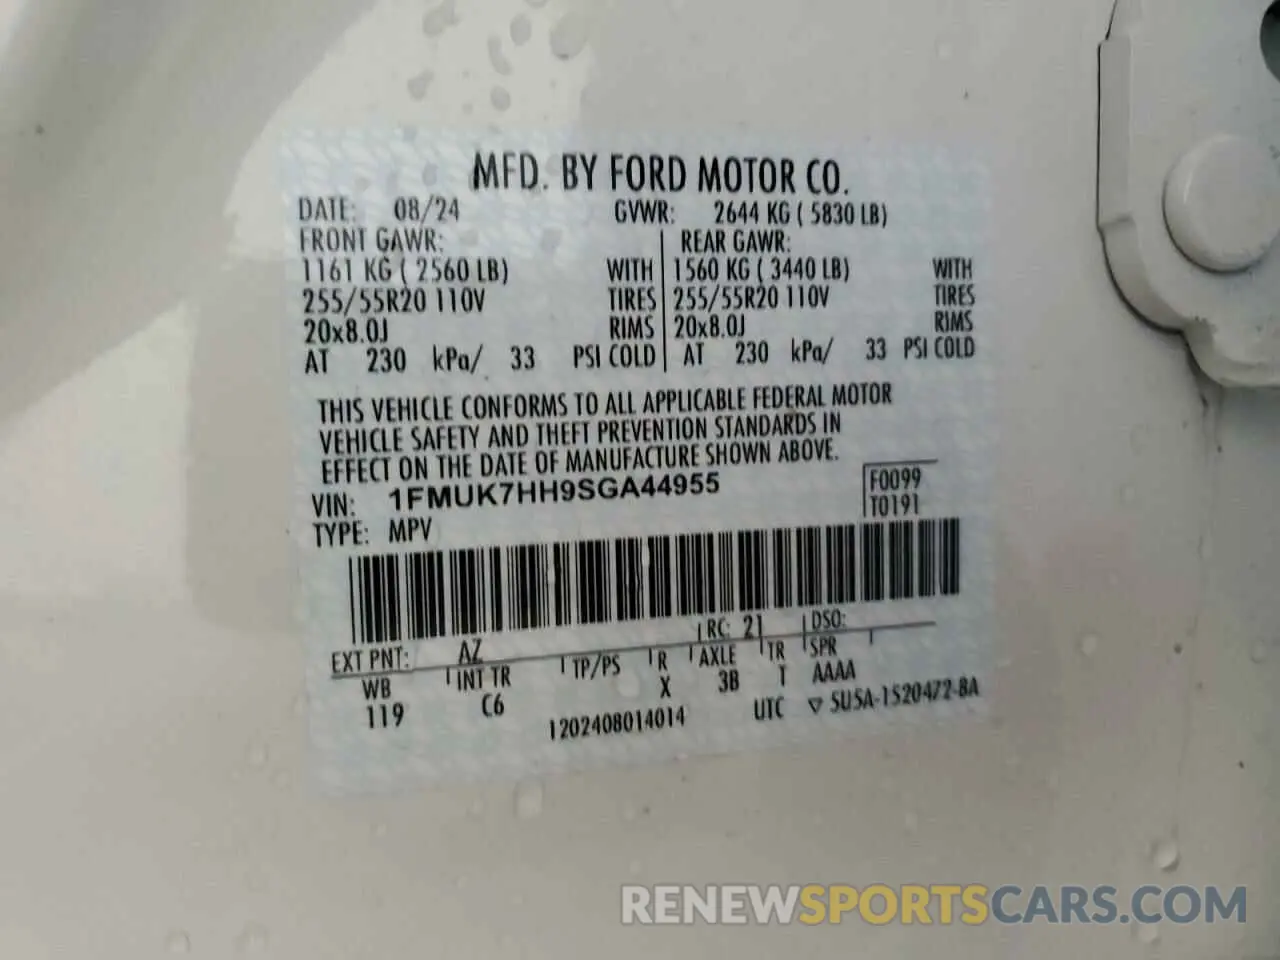 MFD. BY FORD MOTOR CO.
DATE: 08/24 GVWR: 2644 KG ( 5830 LB)
FRONT GAWR: REAR GAWR:
1161 KG ( 2560 LB) WITH 1560 KG ( 3440 LB) WITH
255/55R20 110V TIRES 255/55R20 110V TIRES
20x8.0J RIMS 20x8.0J RIMS
AT 230 kPa/ 33 PSI COLD AT 230 kPa/ 33 PSI COLD
THIS VEHICLE CONFORMS TO ALL APPLICABLE FEDERAL MOTOR
VEHICLE SAFETY AND THEFT PREVENTION STANDARDS IN
EFFECT ON THE DATE OF MANUFACTURE SHOWN ABOVE.
VIN: 1FMUK7HH9SGA44955 F0099
TYPE: MPV T0191
EXT PNT: AZ RC: 21 DSO:
WB INT TR TP/PS R AXLE TR SPR
119 C6 X 3B T AAAA
1202408014014 UTC ▽ SU5A-1520472-BA
RENEWSPORTSCARS.COM